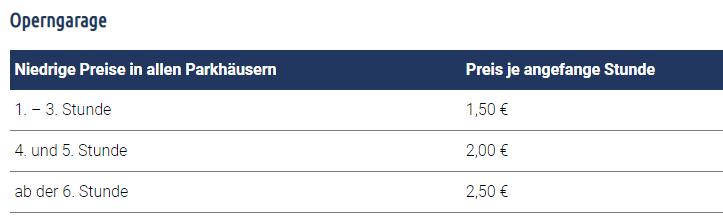 Operngarage
Niedrige Preise in allen Parkhäusern Preis je angefange Stunde
1. – 3. Stunde 1,50 €
4. und 5. Stunde 2,00 €
ab der 6. Stunde 2,50 €